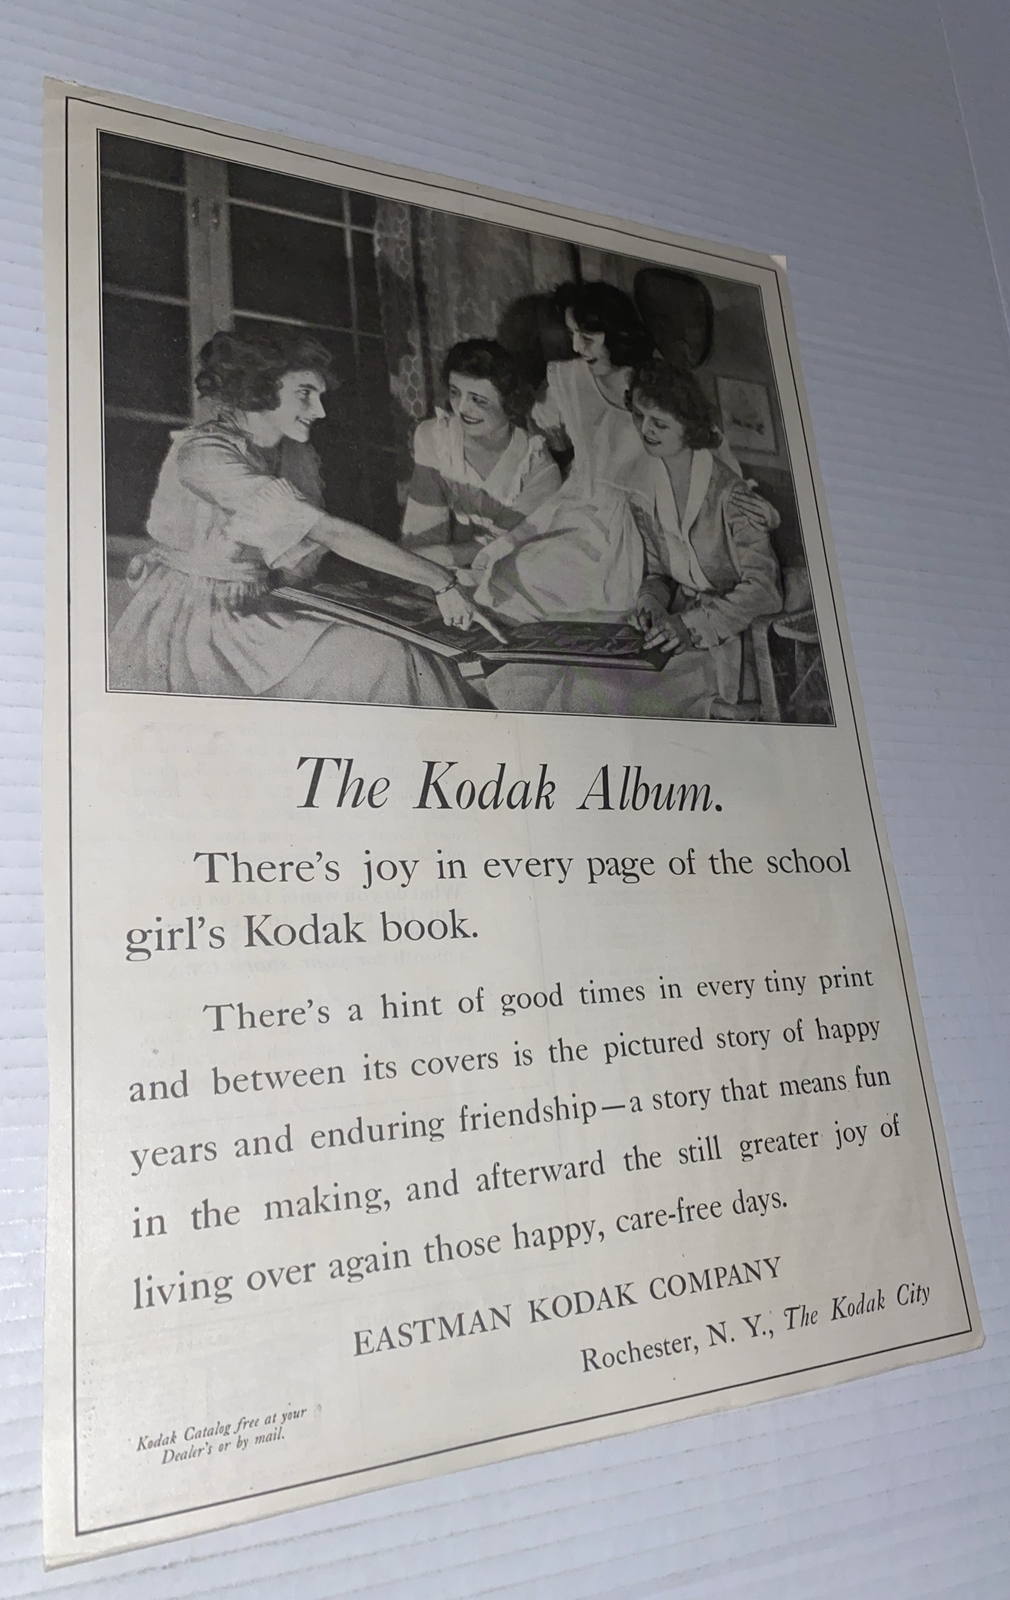 The Kodak Album.
There's joy in every page of the school
girl's Kodak book.
There's a hint of good times in every tiny print
and between its covers is the pictured story of happy
years and enduring friendship—a story that means fun
in the making, and afterward the still greater joy of
living over again those happy, care-free days.
EASTMAN KODAK COMPANY
Rochester, N. Y., The Kodak City
Kodak Catalog free at your
Dealer's or by mail.